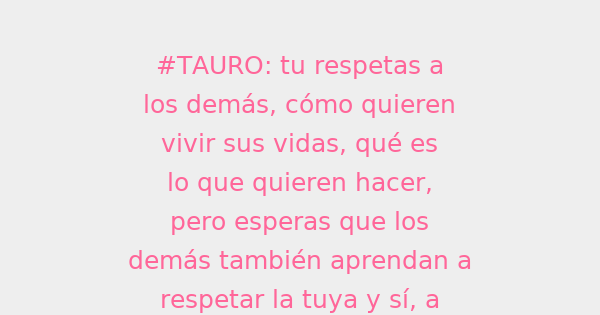 #TAURO: tu respetas a
los demás, cómo quieren
vivir sus vidas, qué es
lo que quieren hacer,
pero esperas que los
demás también aprendan a
respetar la tuya y sí, a